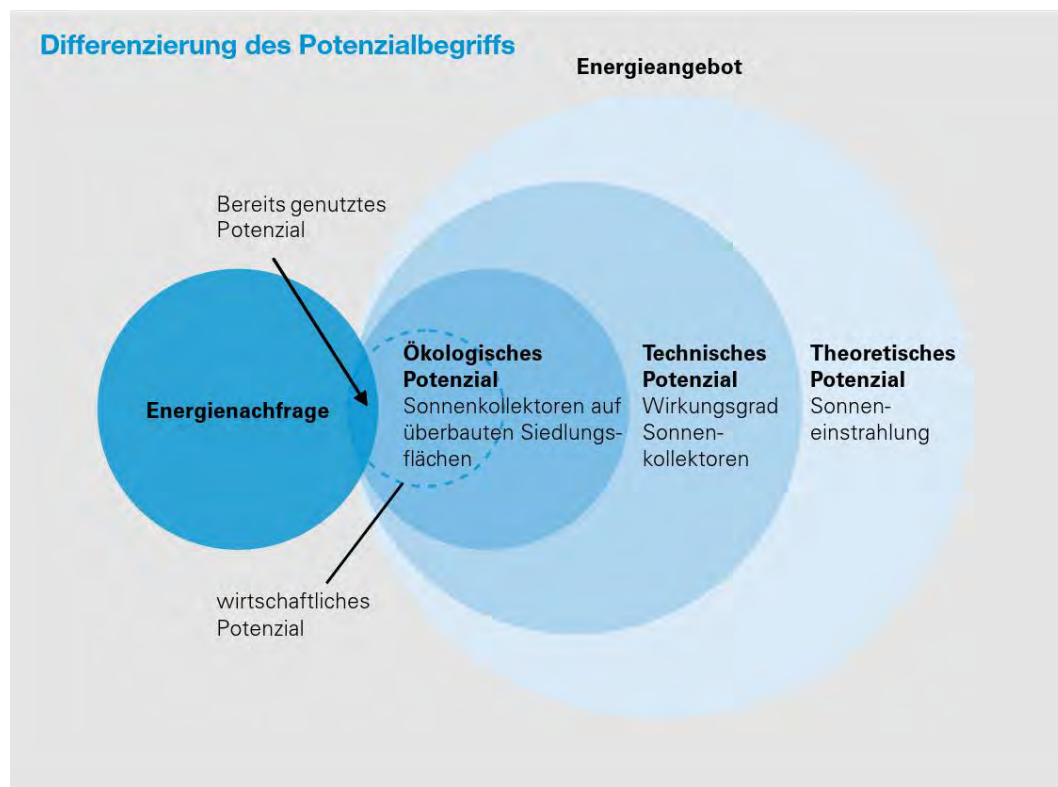 Differenzierung des Potenzialbegriffs
Energieangebot
Bereits genutztes
Potenzial
Energienachfrage
Ökologisches
Potenzial
Sonnenkollektoren auf
überbauten Siedlungs-
flächen
Technisches
Potenzial
Wirkungsgrad
Sonnen-
kollektoren
Theoretisches
Potenzial
Sonnen-
einstrahlung
wirtschaftliches
Potenzial